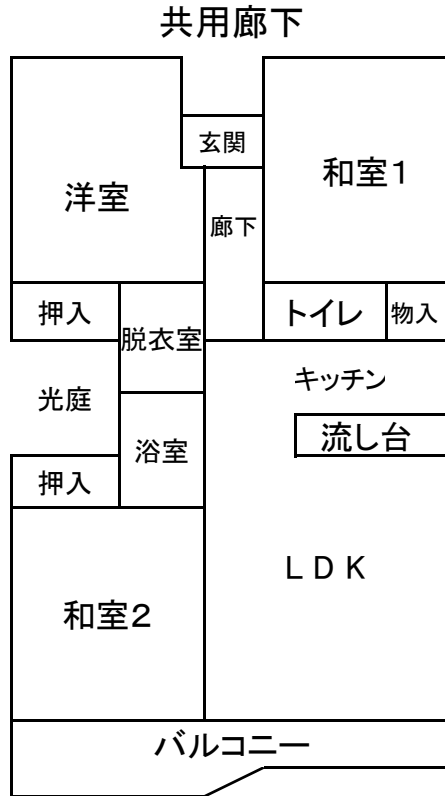 共用廊下
玄関
洋室
和室1
廊下
押入
脱衣室
トイレ
物入
光庭
キッチン
浴室
流し台
押入
ＬＤＫ
和室2
バルコニー